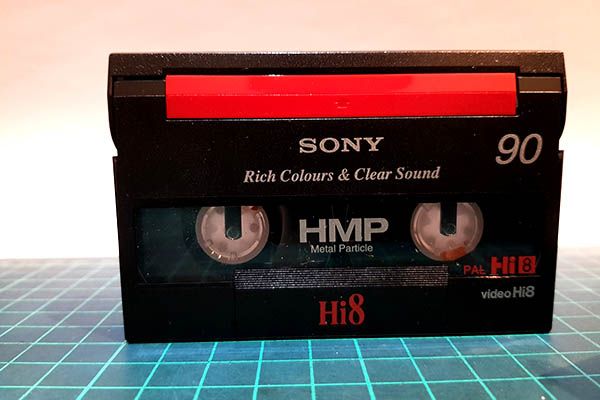 SONY
90
Rich Colours & Clear Sound
HMP
Metal Particle
PAL Hi8
video Hi8
Hi8